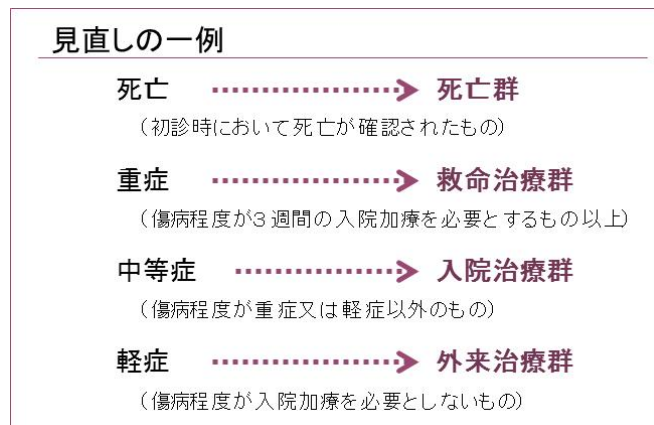 見直しの一例
死亡 ‥‥‥‥‥‥> 死亡群
(初診時において死亡が確認されたもの)
重症 ‥‥‥‥‥‥> 救命治療群
(傷病程度が3週間の入院加療を必要とするもの以上)
中等症 ‥‥‥‥‥‥> 入院治療群
(傷病程度が重症又は軽症以外のもの)
軽症 ‥‥‥‥‥‥> 外来治療群
(傷病程度が入院加療を必要としないもの)